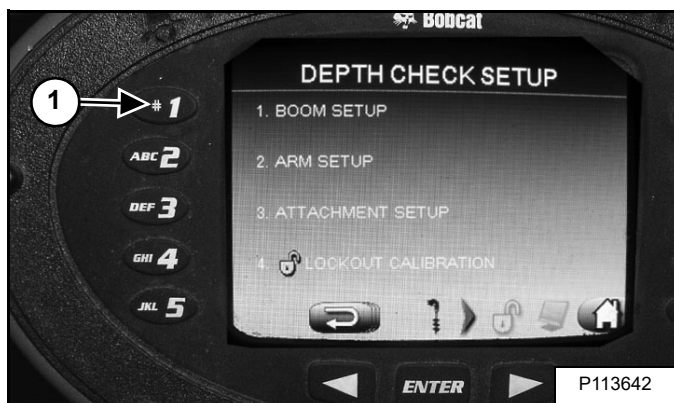 Bobcat
DEPTH CHECK SETUP
1
# 1
1. BOOM SETUP
ABC 2
2. ARM SETUP
DEF 3
3. ATTACHMENT SETUP
GHI 4
4. LOCKOUT CALIBRATION
JKL 5
ENTER
P113642